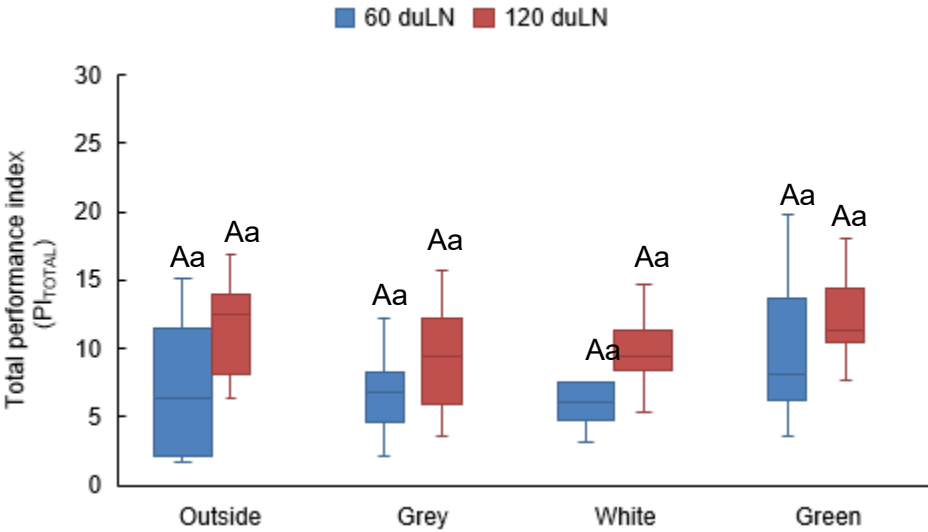 60 duLN 120 duLN
Total performance index
(PITOTAL)
30
25
20
15
10
5
0
Aa Aa Aa Aa Aa Aa Aa Aa
Outside Grey White Green